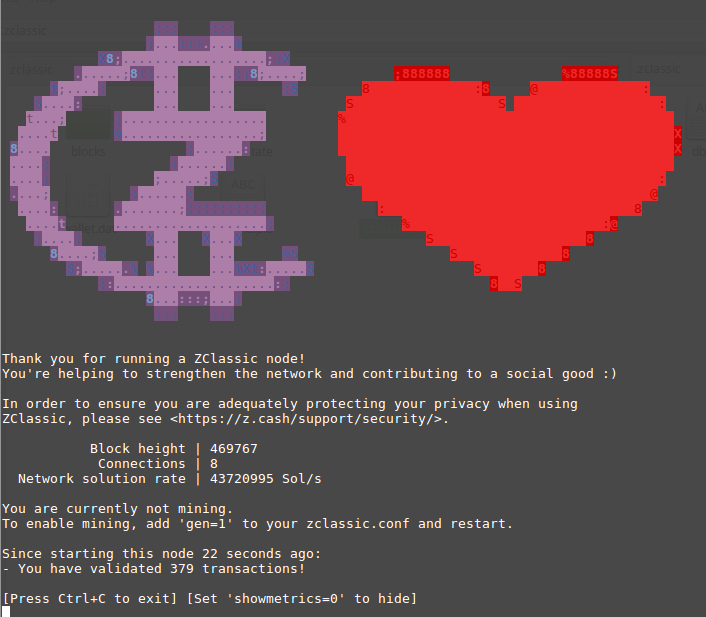 Thank you for running a ZClassic node!
You're helping to strengthen the network and contributing to a social good :)
In order to ensure you are adequately protecting your privacy when using
ZClassic, please see <https://z.cash/support/security/>.
Block height | 469767
Connections | 8
Network solution rate | 43720995 Sol/s
You are currently not mining.
To enable mining, add 'gen=1' to your zclassic.conf and restart.
Since starting this node 22 seconds ago:
- You have validated 379 transactions!
[Press Ctrl+C to exit] [Set 'showmetrics=0' to hide]